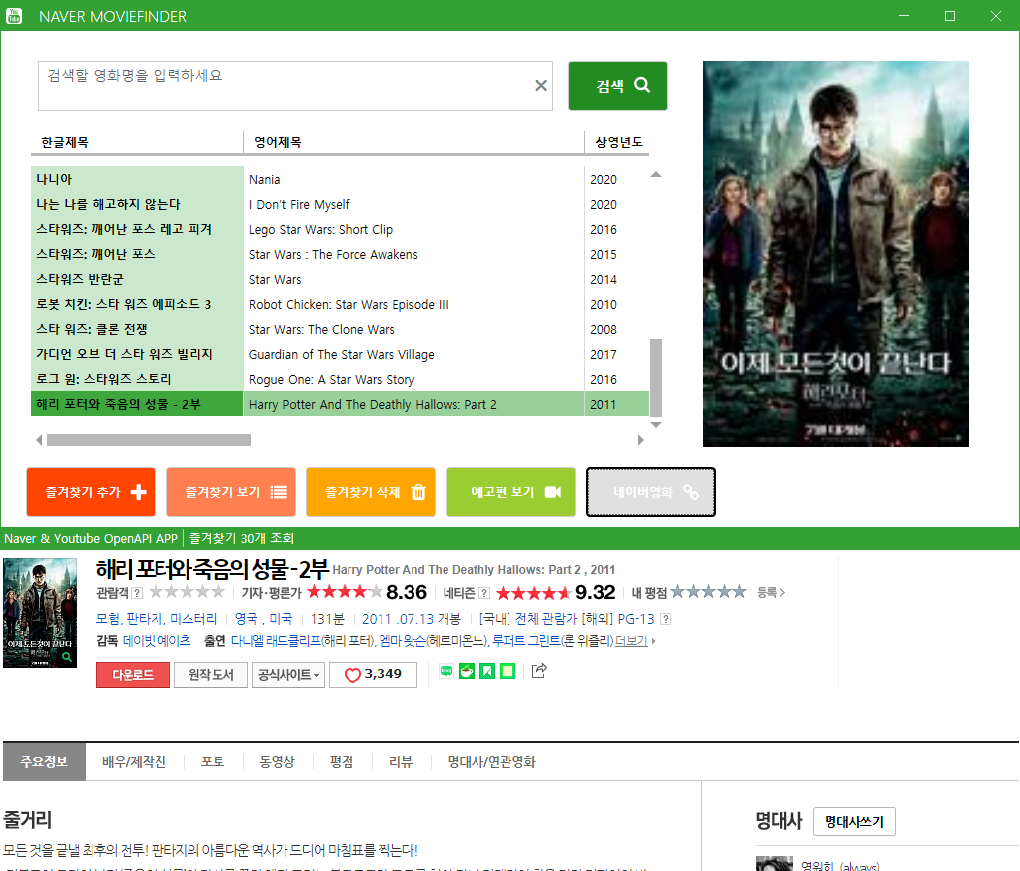 NAVER MOVIEFINDER
검색할 영화명을 입력하세요
검색
한글제목 영어제목 상영년도
나니아 Nania 2020
나는 나를 해고하지 않는다 I Don't Fire Myself 2020
스타워즈: 깨어난 포스 레고 피겨 Lego Star Wars: Short Clip 2016
스타워즈: 깨어난 포스 Star Wars : The Force Awakens 2015
스타워즈 반란군 Star Wars 2014
로봇 치킨: 스타 워즈 에피소드 3 Robot Chicken: Star Wars Episode III 2010
스타 워즈: 클론 전쟁 Star Wars: The Clone Wars 2008
가디언 오브 더 스타 워즈 빌리지 Guardian of The Star Wars Village 2017
로그 원: 스타워즈 스토리 Rogue One: A Star Wars Story 2016
해리 포터와 죽음의 성물 - 2부 Harry Potter And The Deathly Hallows: Part 2 2011
이제 모든것이 끝난다
해리포터
7월 대개봉
즐겨찾기 추가 즐겨찾기 보기 즐겨찾기 삭제 예고편 보기 네이버영화
Naver & Youtube OpenAPI APP 즐겨찾기 30개 조회
해리 포터와 죽음의 성물 - 2부 Harry Potter And The Deathly Hallows: Part 2 , 2011
관람객 ? 기자·평론가 8.36 네티즌 ? 9.32 내 평점 등록
모험, 판타지, 미스터리 영국 , 미국 131분 2011 .07.13 개봉 [국내] 전체 관람가 [해외] PG-13 ?
감독 데이빗 예이츠 출연 다니엘 래드클리프(해리 포터), 엠마 왓슨(헤르미온느), 루퍼트 그린트(론 위즐리) 더보기
이제 모든것이 끝난다
다운로드 원작 도서 공식사이트 3,349
주요정보 배우/제작진 포토 동영상 평점 리뷰 명대사/연관영화
줄거리
모든 것을 끝낼 최후의 전투! 판타지의 아름다운 역사가 드디어 마침표를 찍는다!
명대사 명대사쓰기
(always)